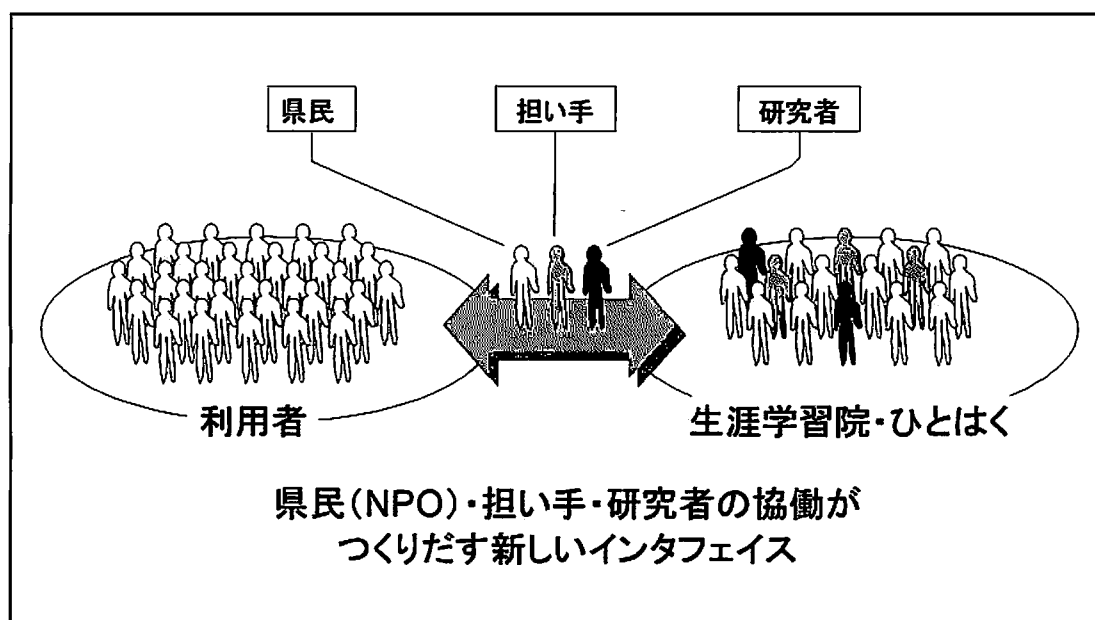 県民
担い手
研究者
利用者
生涯学習院・ひとはく
県民(NPO)・担い手・研究者の協働が
つくりだす新しいインタフェイス